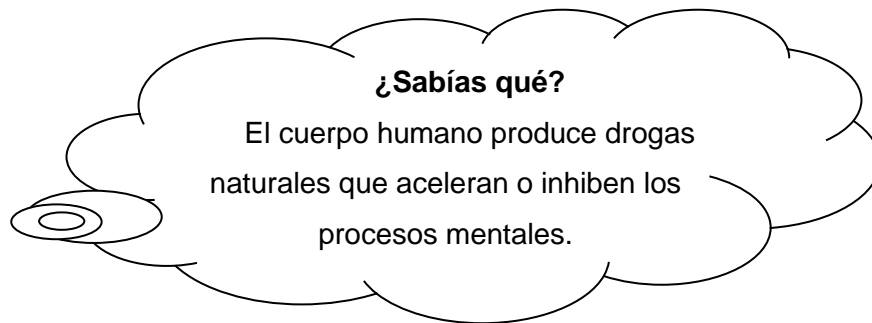 ¿Sabías qué?
El cuerpo humano produce drogas
naturales que aceleran o inhiben los
procesos mentales.